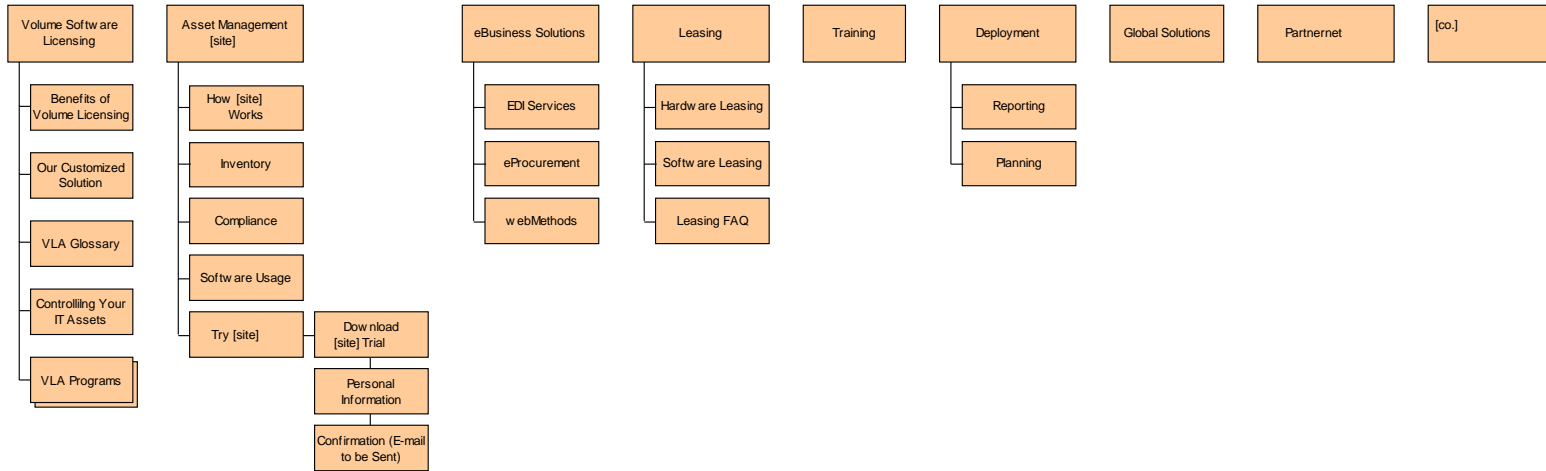 Volume Software
Licensing
Benefits of
Volume Licensing
Our Customized
Solution
VLA Glossary
Controllilng Your
IT Assets
VLA Programs
Asset Management
[site]
How [site]
Works
Inventory
Compliance
Software Usage
Try [site]
Download
[site] Trial
Personal
Information
Confirmation (E-mail
to be Sent)
eBusiness Solutions
EDI Services
eProcurement
webMethods
Leasing
Hardware Leasing
Software Leasing
Leasing FAQ
Training
Deployment
Reporting
Planning
Global Solutions
Partnernet
[co.]